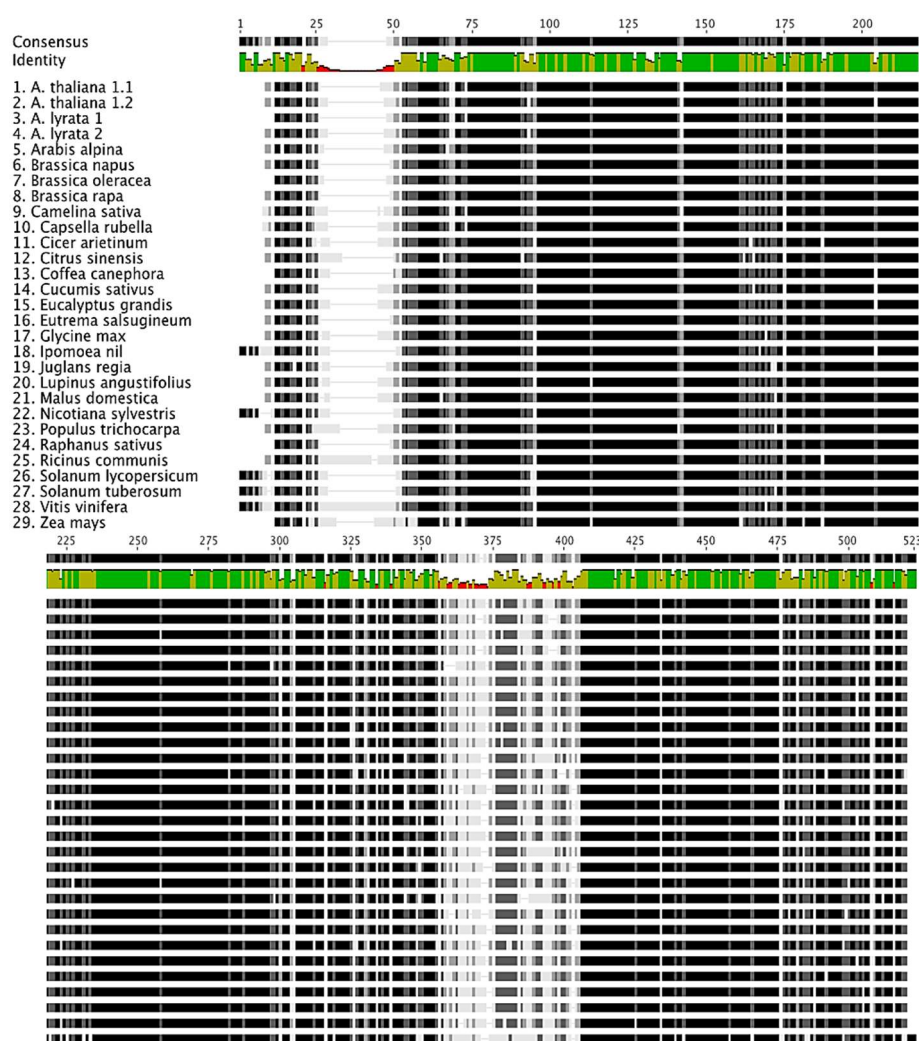 1 25 50 75 100 125 150 175 200
Consensus
Identity
1. A. thaliana 1.1
2. A. thaliana 1.2
3. A. lyrata 1
4. A. lyrata 2
5. Arabis alpina
6. Brassica napus
7. Brassica oleracea
8. Brassica rapa
9. Camelina sativa
10. Capsella rubella
11. Cicer arietinum
12. Citrus sinensis
13. Coffea canephora
14. Cucumis sativus
15. Eucalyptus grandis
16. Eutrema salsugineum
17. Glycine max
18. Ipomoea nil
19. Juglans regia
20. Lupinus angustifolius
21. Malus domestica
22. Nicotiana sylvestris
23. Populus trichocarpa
24. Raphanus sativus
25. Ricinus communis
26. Solanum lycopersicum
27. Solanum tuberosum
28. Vitis vinifera
29. Zea mays
225 250 275 300 325 350 375 400 425 450 475 500 523